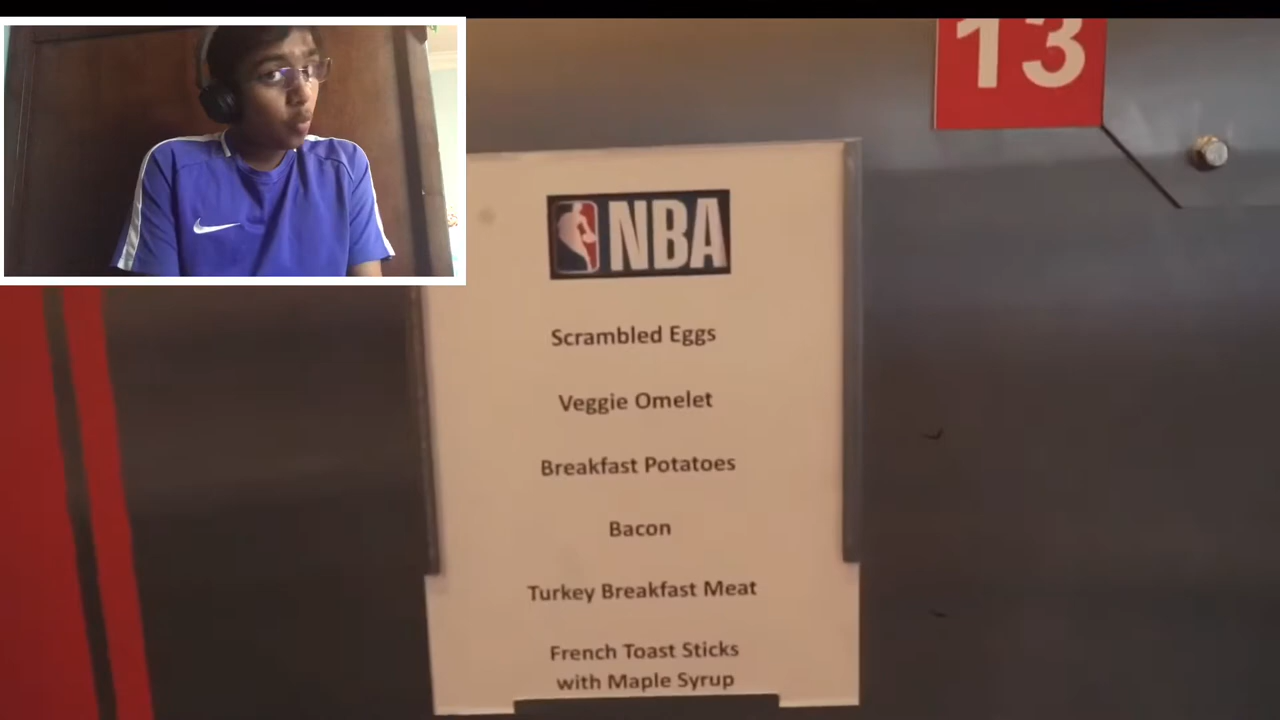 13
NBA
Scrambled Eggs
Veggie Omelet
Breakfast Potatoes
Bacon
Turkey Breakfast Meat
French Toast Sticks
with Maple Syrup